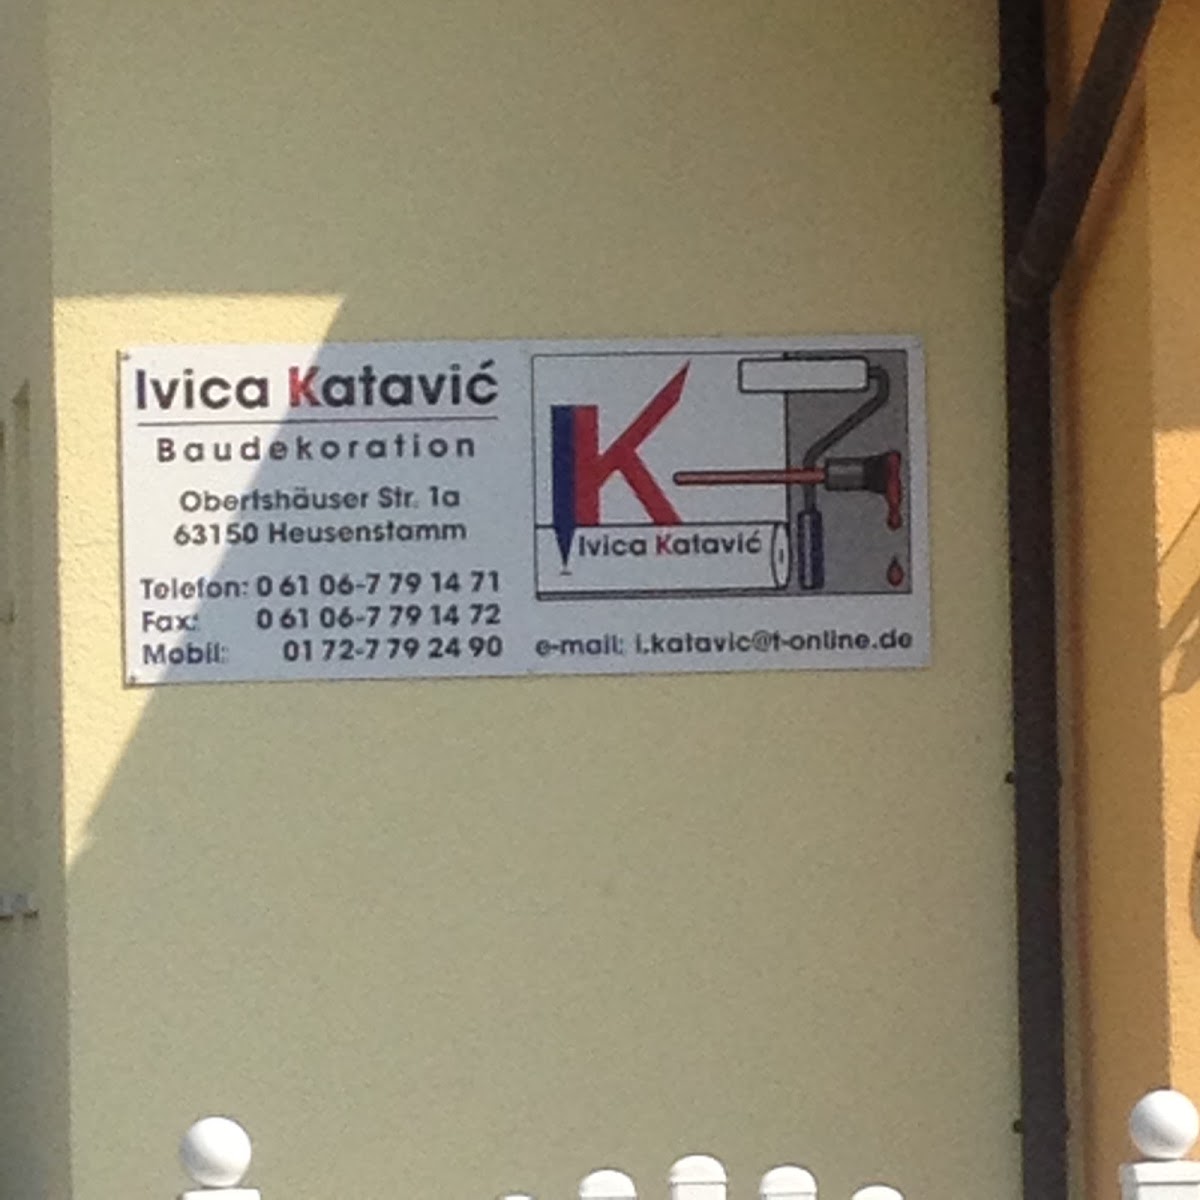 Ivica Katavić
Baudekoration
Obertshäuser Str. 1a
63150 Heusenstamm
Telefon: 0 61 06-7 79 14 71
Fax: 0 61 06-7 79 14 72
Mobil: 01 72-7 79 24 90
IK
Ivica Katavić
e-mail: i.katavic@t-online.de